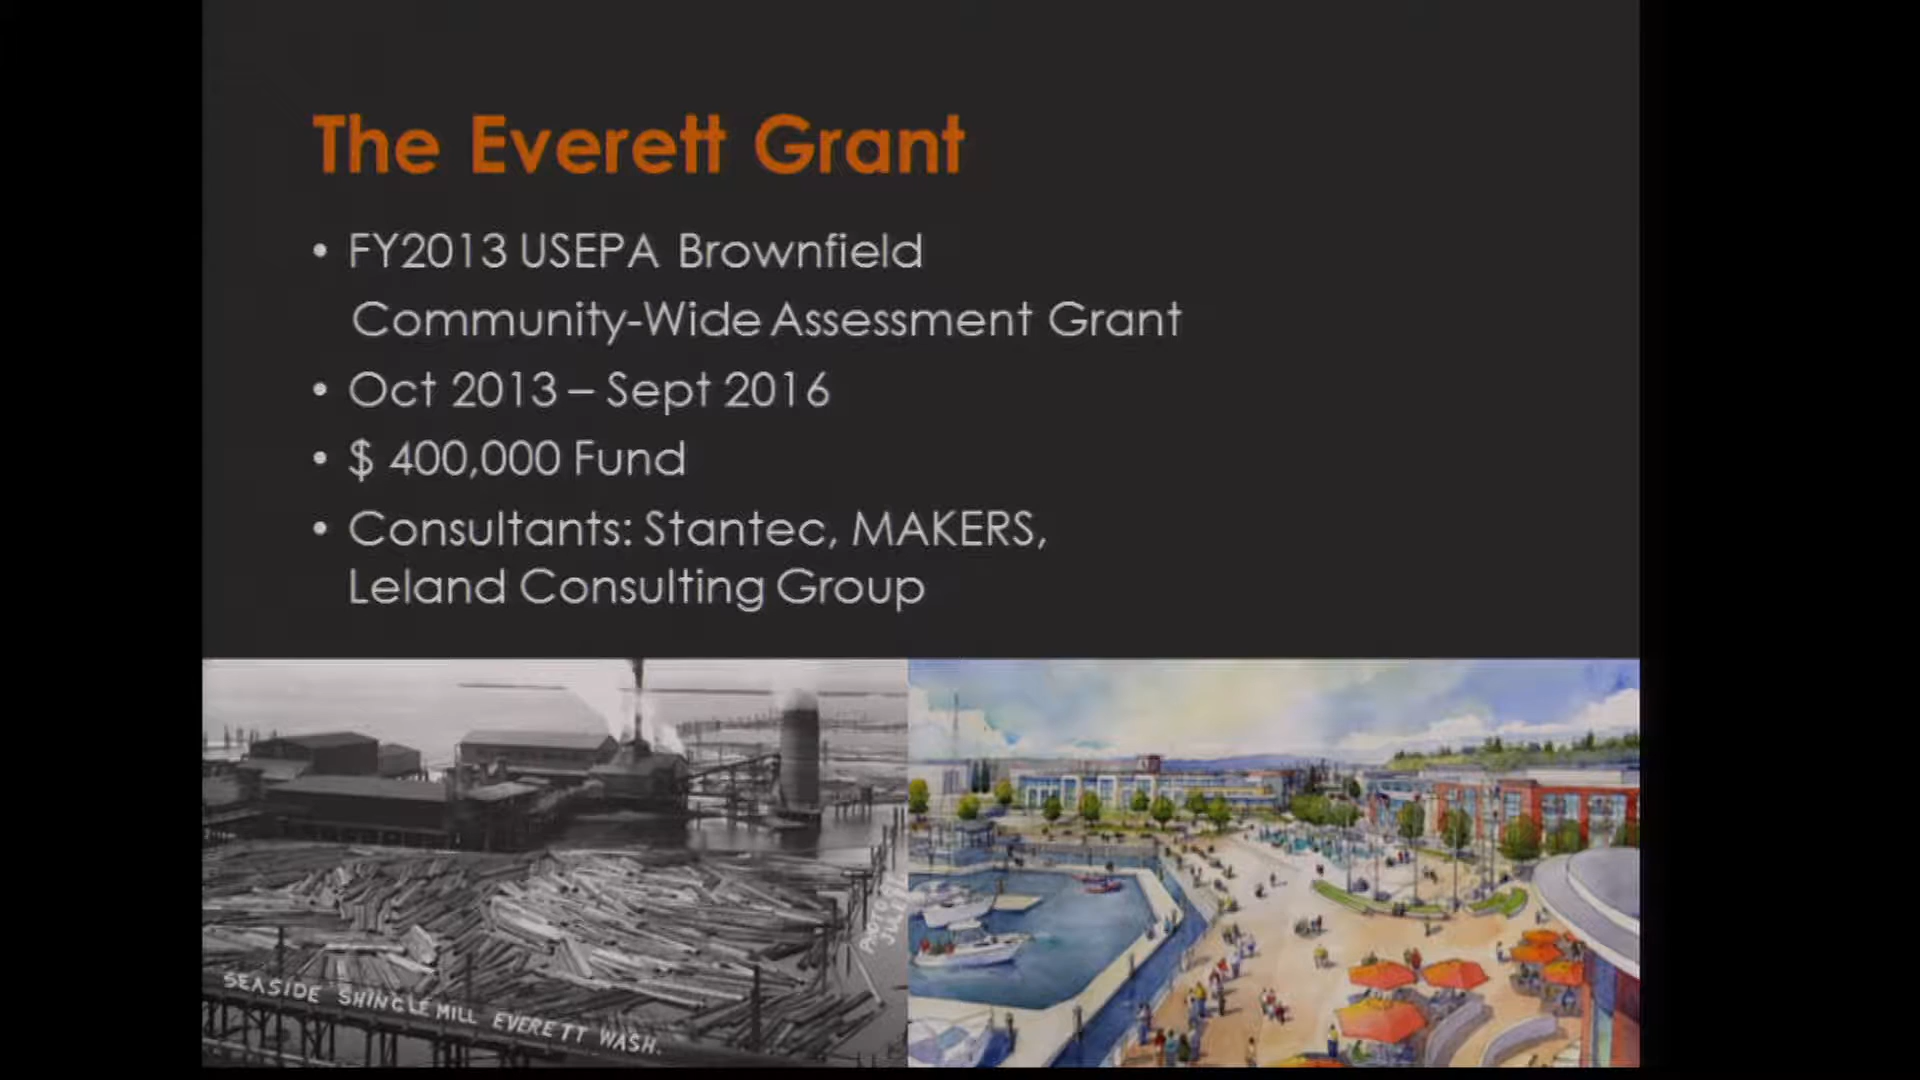 The Everett Grant
• FY2013 USEPA Brownfield
Community-Wide Assessment Grant
• Oct 2013 – Sept 2016
• $ 400,000 Fund
• Consultants: Stantec, MAKERS,
Leland Consulting Group
SEASIDE SHINGLE MILL EVERETT WASH.
PHOTO